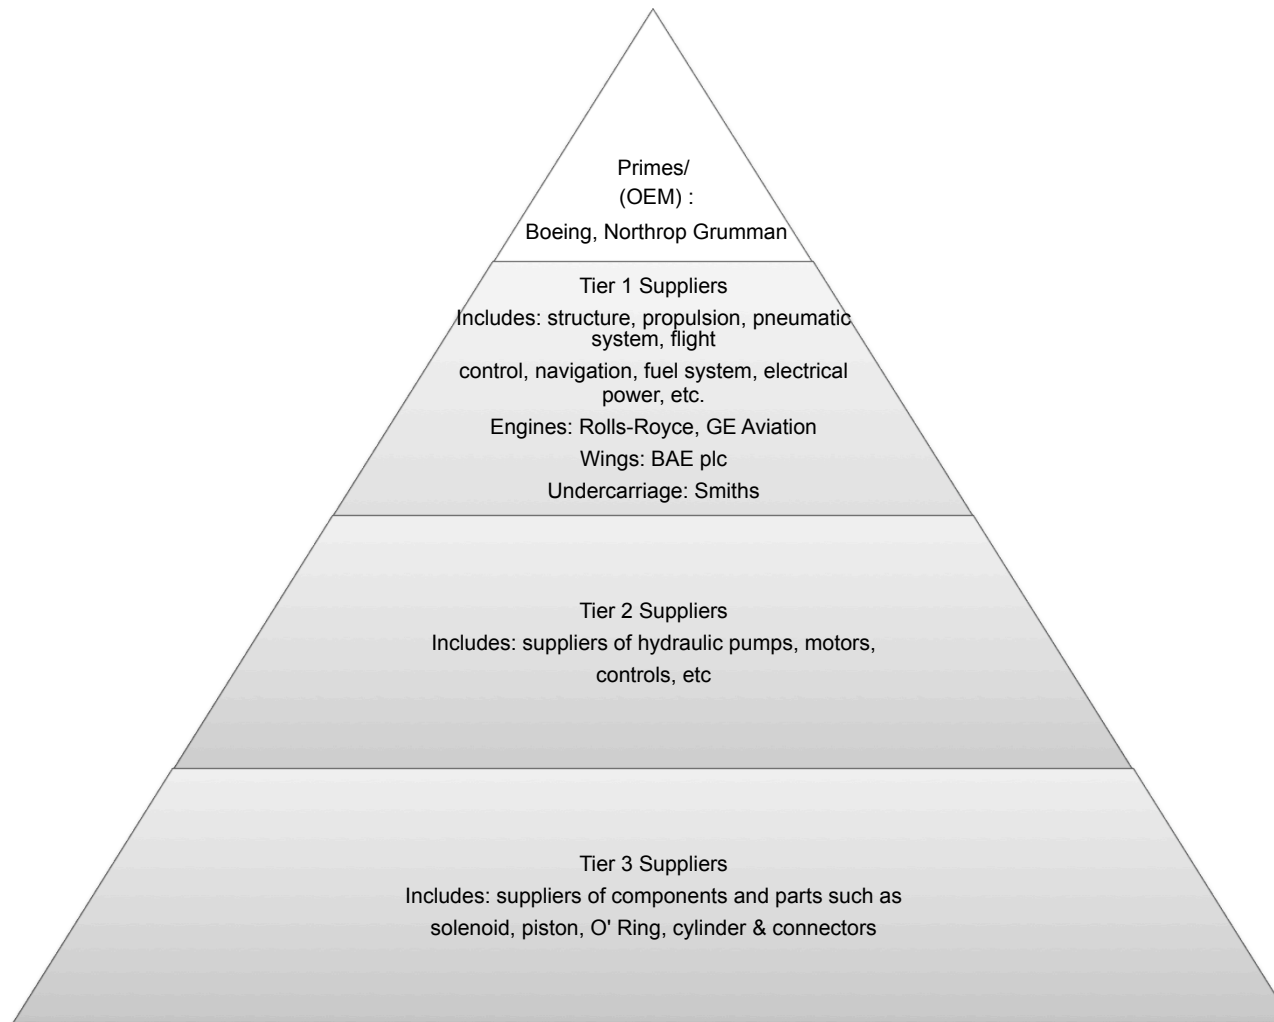 Primes/
(OEM) :
Boeing, Northrop Grumman
Tier 1 Suppliers
Includes: structure, propulsion, pneumatic
system, flight
control, navigation, fuel system, electrical
power, etc.
Engines: Rolls-Royce, GE Aviation
Wings: BAE plc
Undercarriage: Smiths
Tier 2 Suppliers
Includes: suppliers of hydraulic pumps, motors,
controls, etc
Tier 3 Suppliers
Includes: suppliers of components and parts such as
solenoid, piston, O' Ring, cylinder & connectors